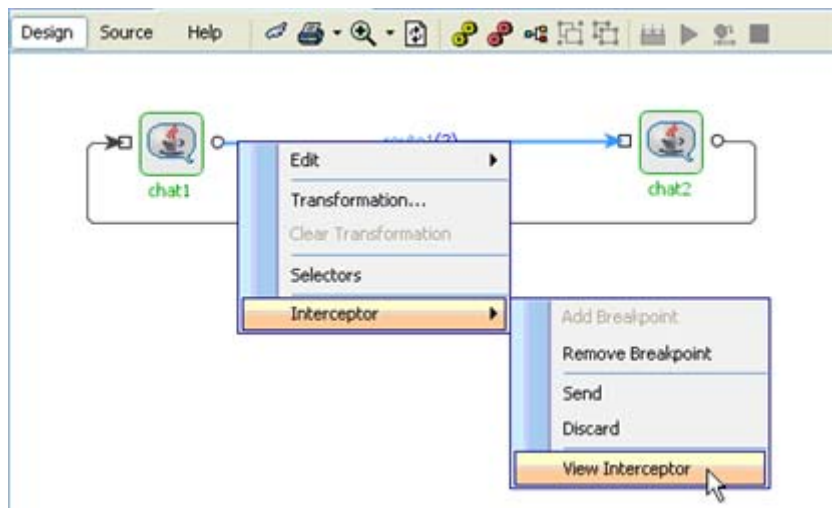 Design Source Help
chat1
chat2
Edit
Transformation...
Clear Transformation
Selectors
Interceptor
Add Breakpoint
Remove Breakpoint
Send
Discard
View Interceptor